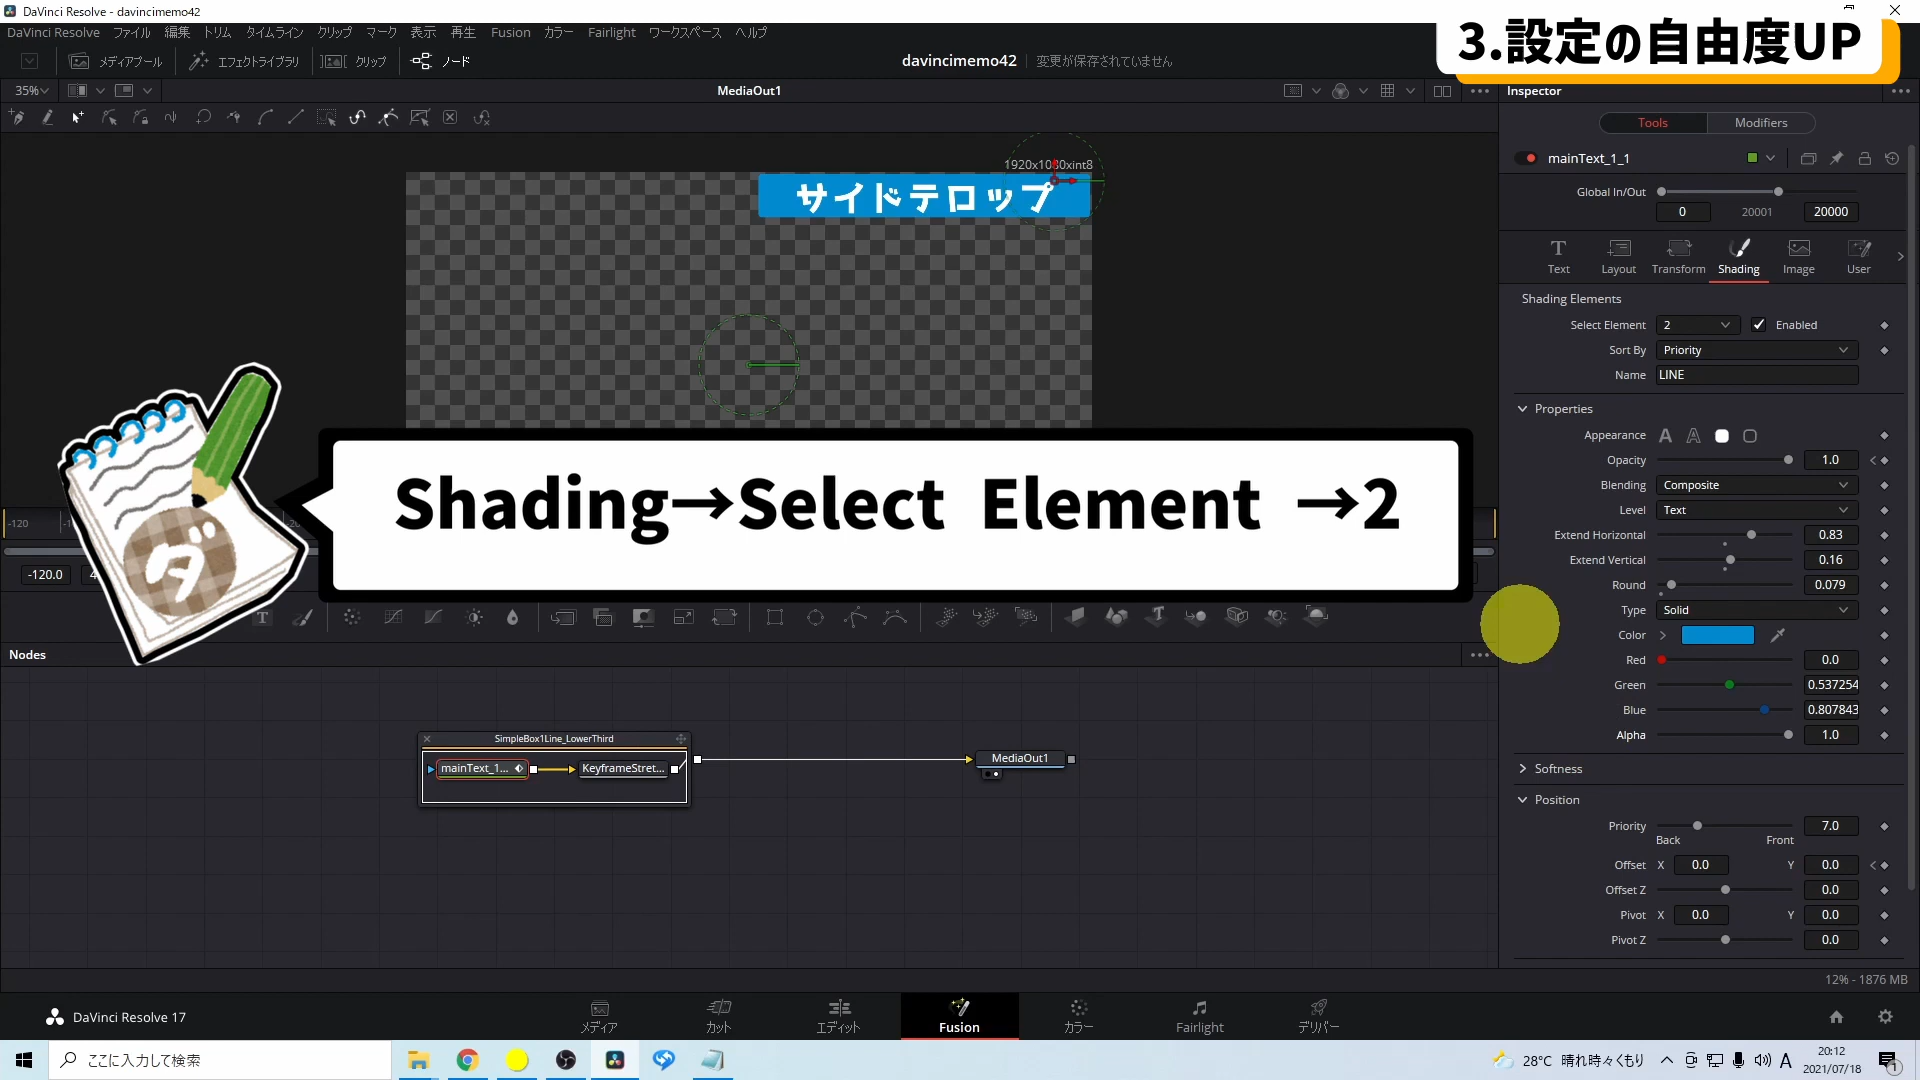 DaVinci Resolve - davincimemo42
DaVinci Resolve ファイル 編集 トリム タイムライン クリップ マーク 表示 再生 Fusion カラー Fairlight ワークスペース ヘルプ
メディアプール エフェクトライブラリ クリップ ノード
davincimemo42 変更が保存されていません
3.設定の自由度UP
35%
MediaOut1
Inspector
Tools Modifiers
1920x1080xint8
サイドテロップ
mainText_1_1
Global In/Out
0 20001 20000
Text Layout Transform Shading Image User
Shading Elements
Select Element 2 Enabled
Sort By Priority
Name LINE
Properties
Appearance
Opacity 1.0
Blending Composite
Level Text
Extend Horizontal 0.83
Extend Vertical 0.16
Round 0.079
Type Solid
Color
Red 0.0
Green 0.537254
Blue 0.807843
Alpha 1.0
Softness
Position
Priority 7.0
Back Front
Offset X 0.0 Y 0.0
Offset Z 0.0
Pivot X 0.0 Y 0.0
Pivot Z 0.0
Shading→Select Element →2
ダ
-120
-120.0
Nodes
SimpleBox1Line_LowerThird
mainText_1... KeyframeStret...
MediaOut1
12% - 1876 MB
DaVinci Resolve 17
メディア カット エディット Fusion カラー Fairlight デリバー
ここに入力して検索
28°C 晴れ時々くもり A
20:12
2021/07/18
1